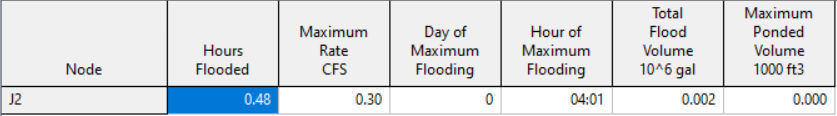 Node
Hours
Flooded
Maximum
Rate
CFS
Day of
Maximum
Flooding
Hour of
Maximum
Flooding
Total
Flood
Volume
10^6 gal
Maximum
Ponded
Volume
1000 ft3
J2 0.48 0.30 0 04:01 0.002 0.000